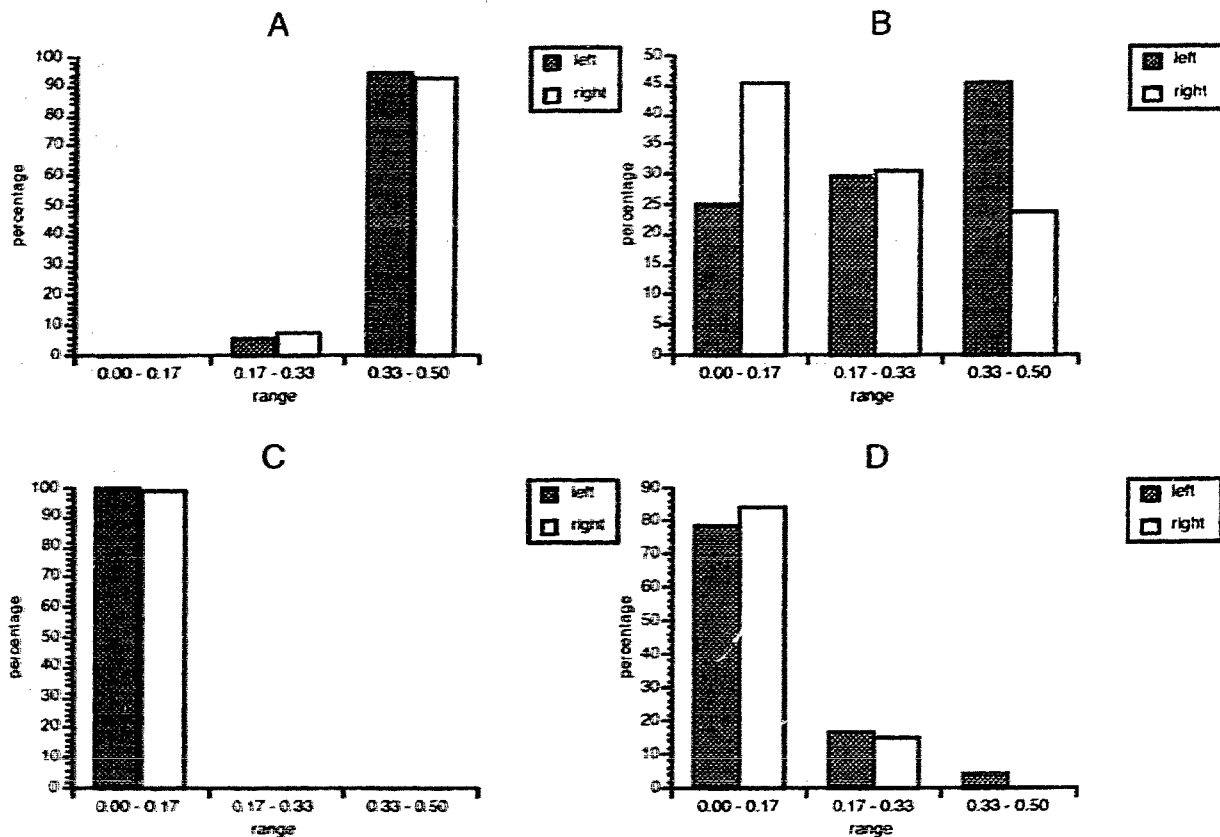 A
100
90
80
70
60
50
40
30
20
10
0
percentage
0.00 - 0.17
0.17 - 0.33
0.33 - 0.50
range
left
right
B
50
45
40
35
30
25
20
15
10
5
0
percentage
0.00 - 0.17
0.17 - 0.33
0.33 - 0.50
range
left
right
C
100
90
80
70
60
50
40
30
20
10
0
percentage
0.00 - 0.17
0.17 - 0.33
0.33 - 0.50
range
left
right
D
90
80
70
60
50
40
30
20
10
0
percentage
0.00 - 0.17
0.17 - 0.33
0.33 - 0.50
range
left
right